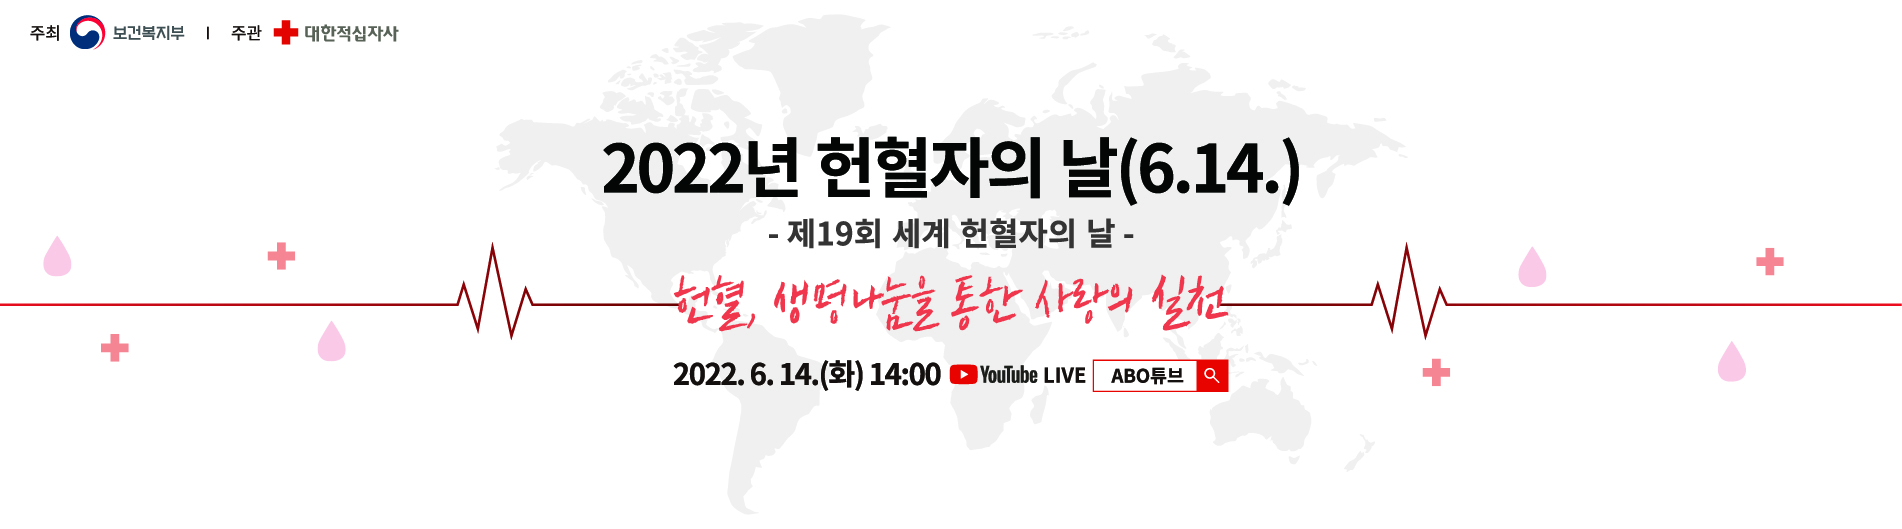 주최 보건복지부 | 주관 대한적십자사
2022년 헌혈자의 날(6.14.)
- 제19회 세계 헌혈자의 날 -
헌혈, 생명나눔을 통한 사랑의 실천
2022. 6. 14.(화) 14:00 YouTube LIVE ABO튜브